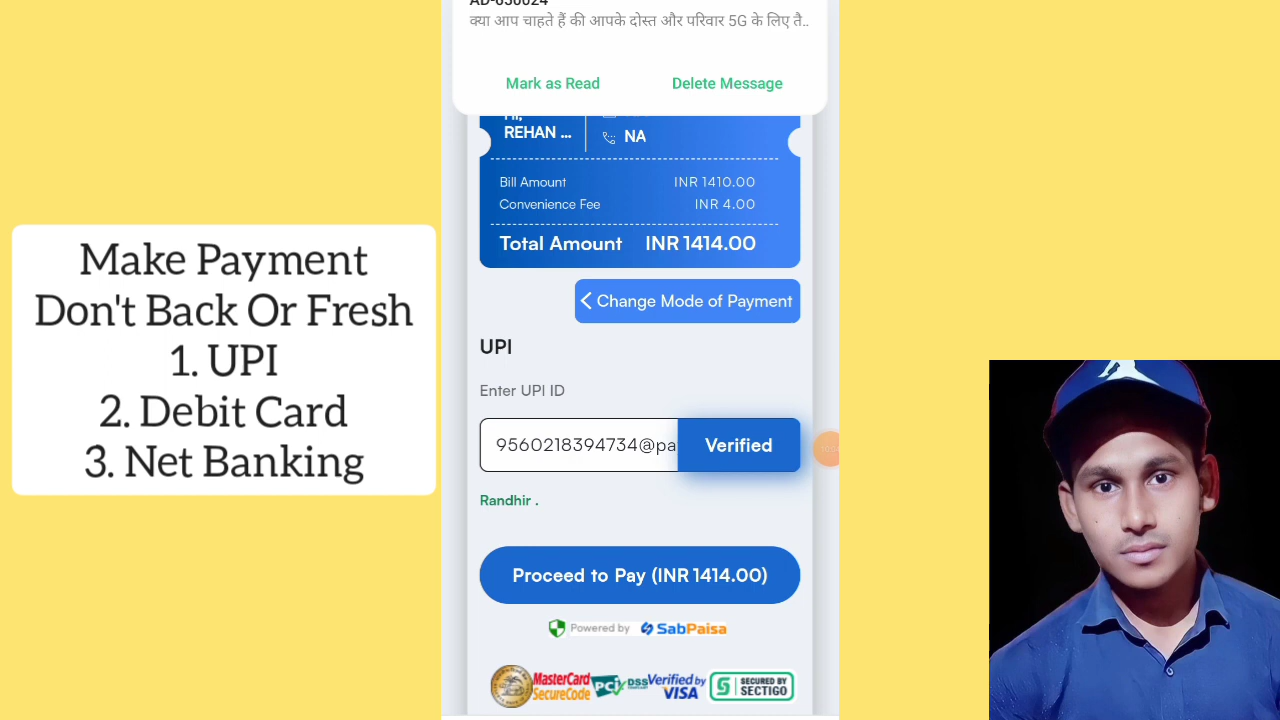 AD-650024
क्या आप चाहते हैं की आपके दोस्त और परिवार 5G के लिए तै..
Mark as Read Delete Message
Hi,
REHAN ...
NA
Bill Amount INR 1410.00
Convenience Fee INR 4.00
Total Amount INR 1414.00
Change Mode of Payment
UPI
Enter UPI ID
9560218394734@pa Verified
Randhir .
Proceed to Pay (INR 1414.00)
Powered by SabPaisa
MasterCard SecureCode PCI DSS Verified by VISA SECURED BY SECTIGO
Make Payment
Don't Back Or Fresh
1. UPI
2. Debit Card
3. Net Banking